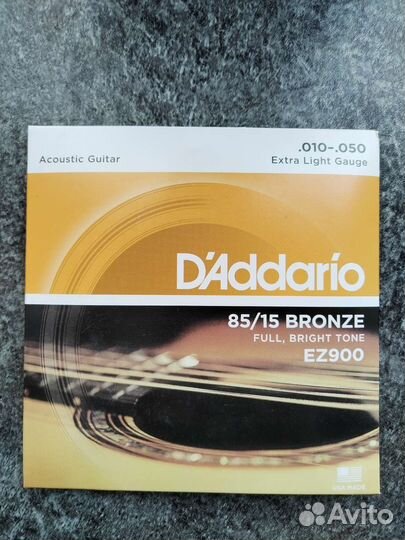 .010–.050
Acoustic Guitar
Extra Light Gauge
D'Addario
85/15 BRONZE
FULL, BRIGHT TONE
EZ900
USA MADE
Avito